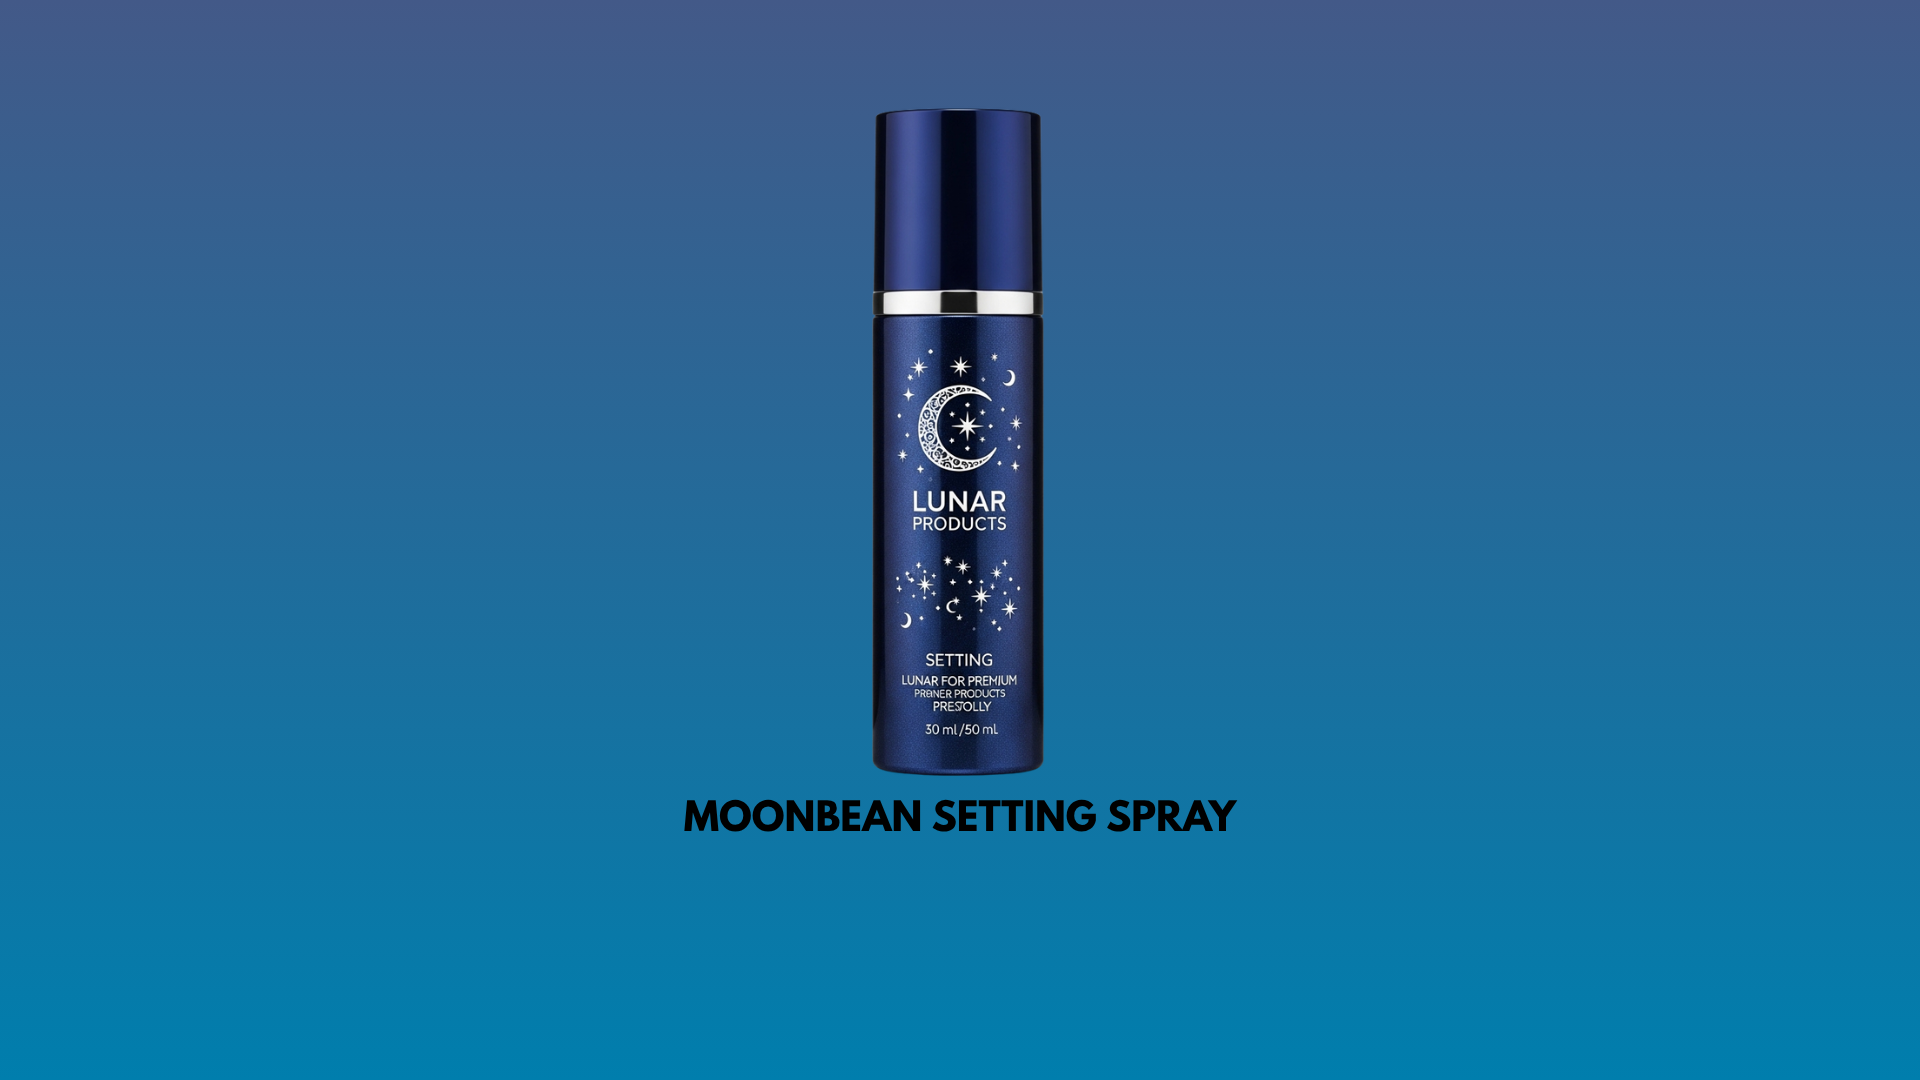 LUNAR
PRODUCTS
SETTING
LUNAR FOR PREMIUM
PRODUCTS
30 ml/50 ml
MOONBEAN SETTING SPRAY